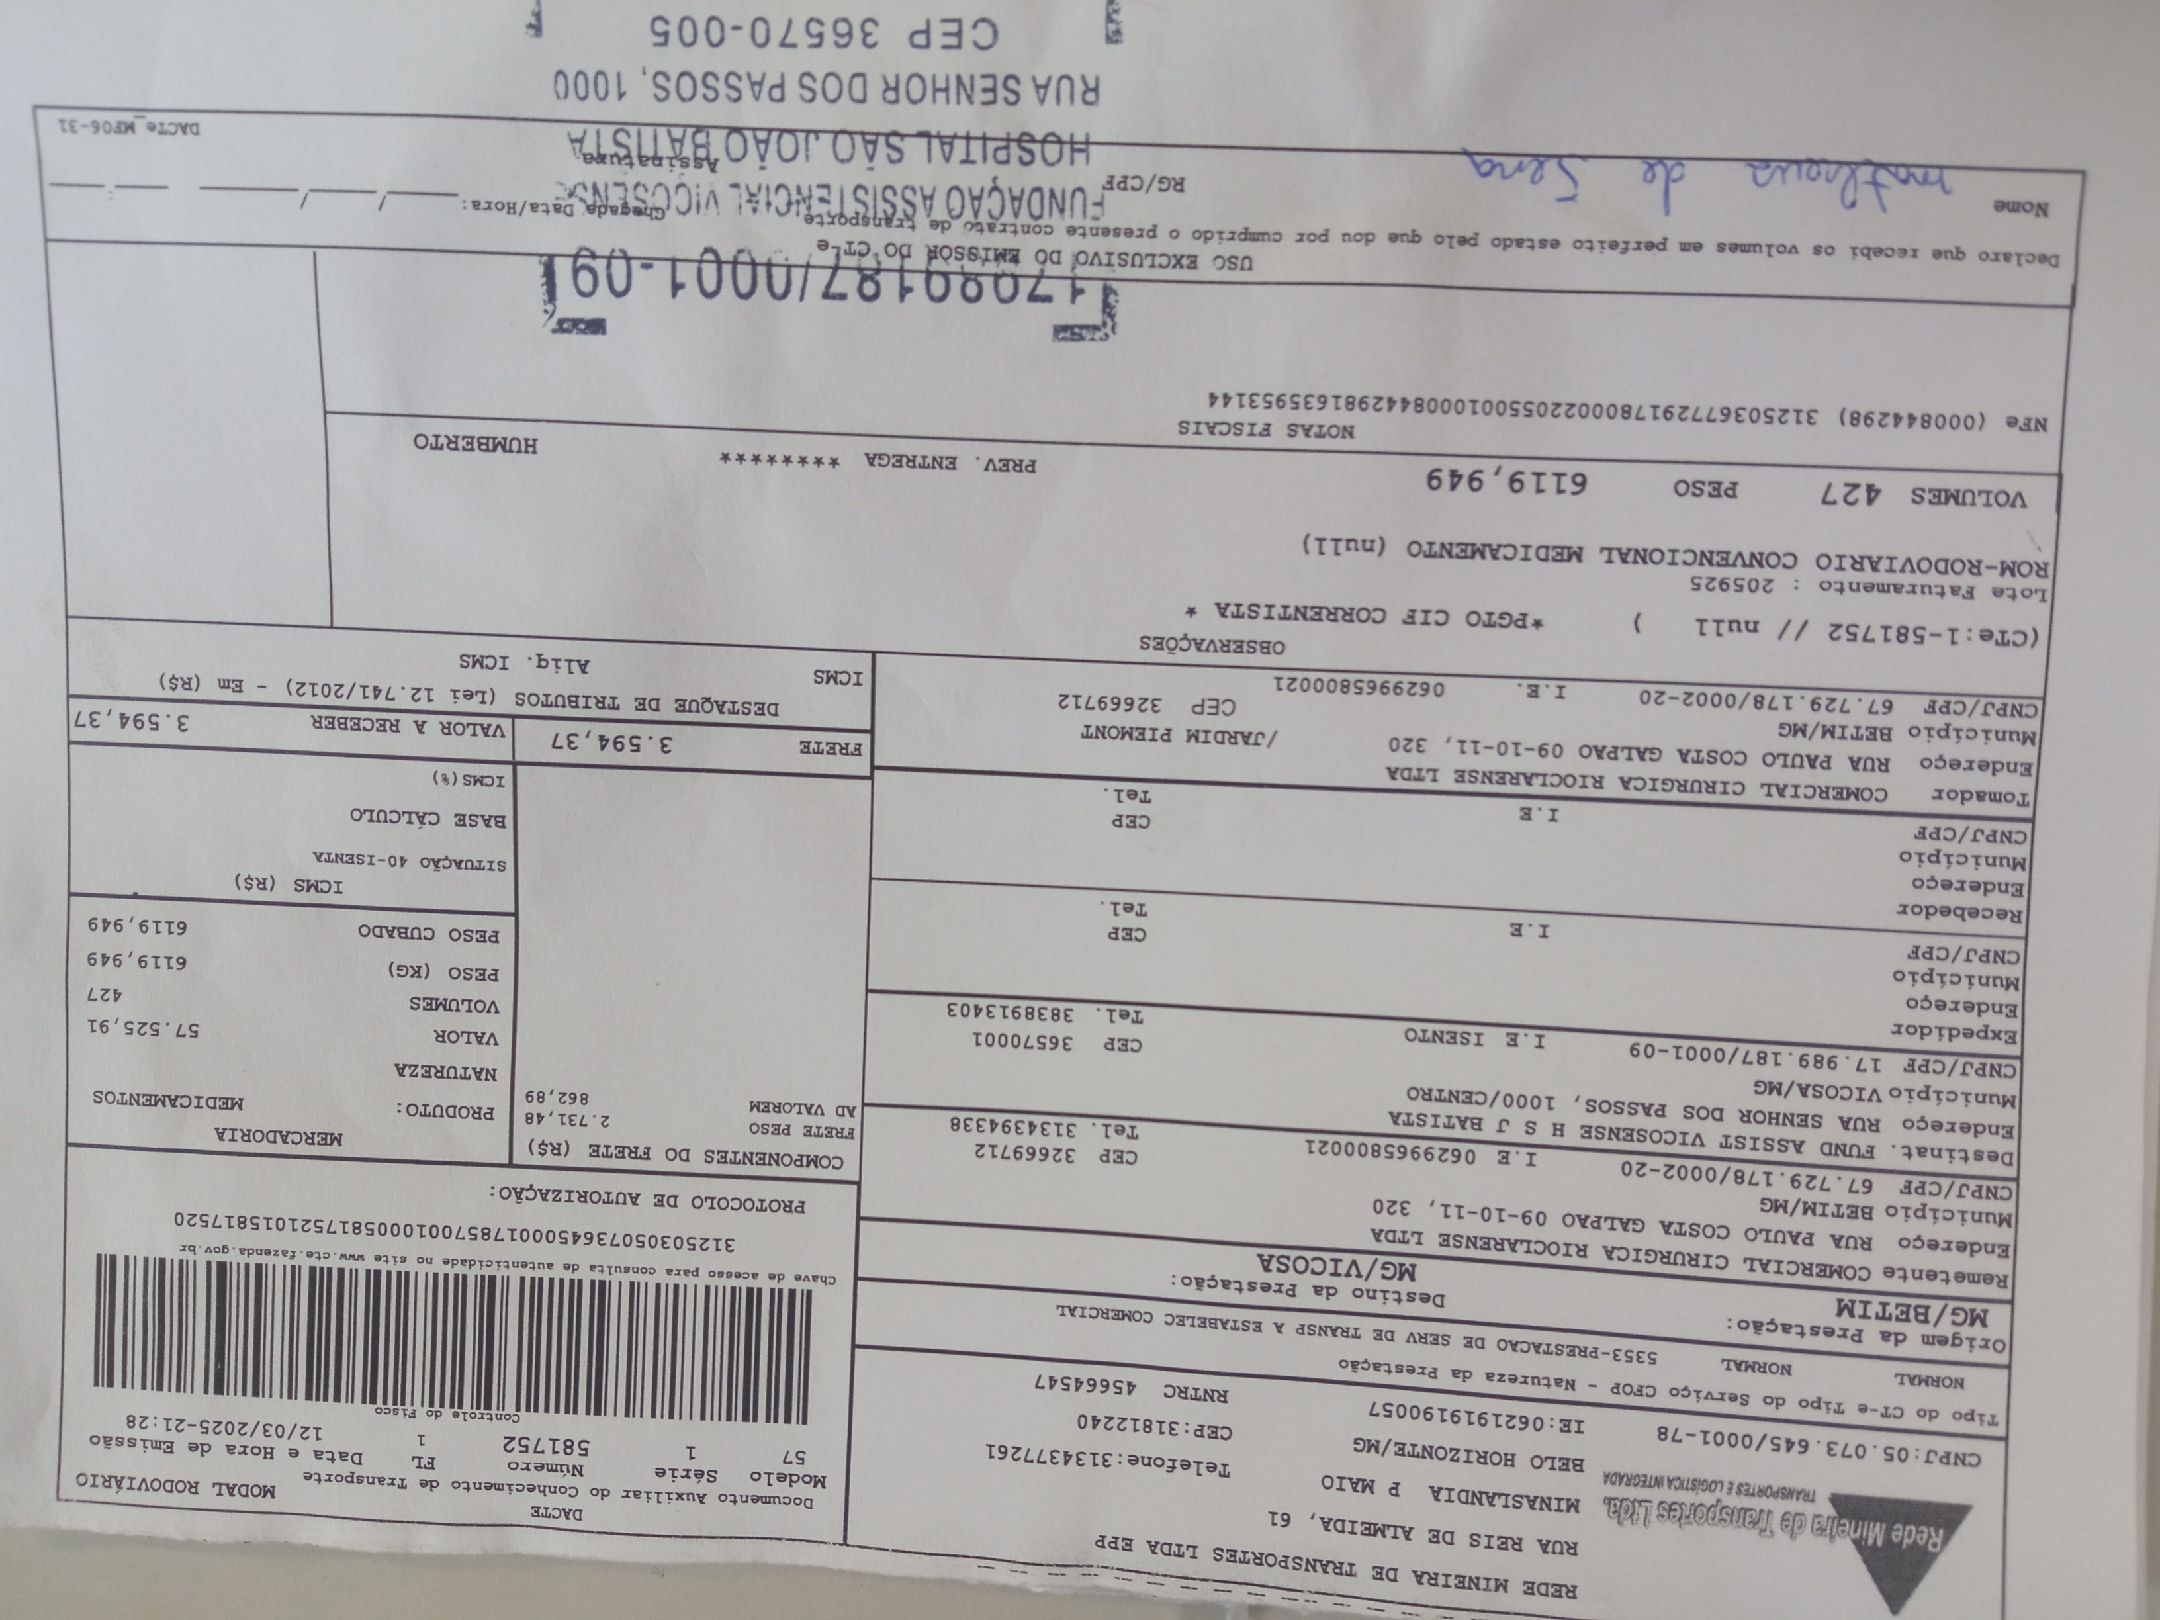 REDE MINEIRA DE TRANSPORTES LTDA EPP
RUA REIS DE ALMEIDA, 61
MINASLANDIA P MAIO Telefone:3134377261
BELO HORIZONTE/MG CEP:31812240
CNPJ:05.073.645/0001-78 IE:0621919190057 RNTRC 45664547
Rede Mineira de Transportes Ltda.
TRANSPORTES E LOGÍSTICA INTEGRADA
DACTE
Documento Auxiliar do Conhecimento de Transporte MODAL RODOVIÁRIO
Modelo Série Número FL Data e Hora de Emissão
57 1 581752 1 12/03/2025-21:28
Controle do Fisco
Chave de acesso para consulta de autenticidade no site www.cte.fazenda.gov.br
31250305073645000178570010005817521015817520
PROTOCOLO DE AUTORIZAÇÃO:
Tipo do CT-e Tipo do Serviço CFOP - Natureza da Prestação
NORMAL NORMAL 5353-PRESTACAO DE SERV DE TRANSP A ESTABELEC COMERCIAL
Origem da Prestação: Destino da Prestação:
MG/BETIM MG/VICOSA
Remetente COMERCIAL CIRURGICA RIOCLARENSE LTDA
Endereço RUA PAULO COSTA GALPAO 09-10-11, 320
Município BETIM/MG CEP 32669712
CNPJ/CPF 67.729.178/0002-20 I.E 0629965800021 Tel. 3134394338
Destinat. FUND ASSIST VICOSENSE H S J BATISTA
Endereço RUA SENHOR DOS PASSOS, 1000/CENTRO
Município VICOSA/MG CEP 36570001
CNPJ/CPF 17.989.187/0001-09 I.E ISENTO Tel. 3838913403
Expedidor
Endereço
Município CEP
CNPJ/CPF I.E Tel.
Recebedor
Endereço
Município CEP
CNPJ/CPF I.E Tel.
Tomador COMERCIAL CIRURGICA RIOCLARENSE LTDA
Endereço RUA PAULO COSTA GALPAO 09-10-11, 320 /JARDIM PIEMONT
Município BETIM/MG CEP 32669712
CNPJ/CPF 67.729.178/0002-20 I.E. 0629965800021
COMPONENTES DO FRETE (R$)
FRETE PESO 2.731,48
AD VALOREM 862,89
MERCADORIA
PRODUTO: MEDICAMENTOS
NATUREZA
VALOR 57.525,91
VOLUMES 427
PESO (KG) 6119,949
PESO CUBADO 6119,949
ICMS (R$)
SITUAÇÃO 40-ISENTA
BASE CÁLCULO
ICMS(%)
FRETE 3.594,37 VALOR A RECEBER 3.594,37
DESTAQUE DE TRIBUTOS (Lei 12.741/2012) - Em (R$)
ICMS Aliq. ICMS
OBSERVAÇÕES
(CTe:1-581752 // null ) *PGTO CIF CORRENTISTA *
Lote Faturamento : 205925
ROM-RODOVIARIO CONVENCIONAL MEDICAMENTO (null)
VOLUMES 427 PESO 6119,949
PREV. ENTREGA ******** HUMBERTO
NOTAS FISCAIS
NFe (000844298) 31250367729178000220550010008442981635953144
USO EXCLUSIVO DO EMISSOR DO CT-e
Declaro que recebi os volumes em perfeito estado pelo que dou por cumprido o presente contrato de transporte
Nome Matheus de Sena RG/CPF Assinatura Chegada Data/Hora: ____/____/____ ____:____
DACTe_MF06-31
17989187/0001-09
FUNDAÇÃO ASSISTENCIAL VIÇOSENSE
HOSPITAL SÃO JOÃO BATISTA
RUA SENHOR DOS PASSOS, 1000
CEP 36570-005